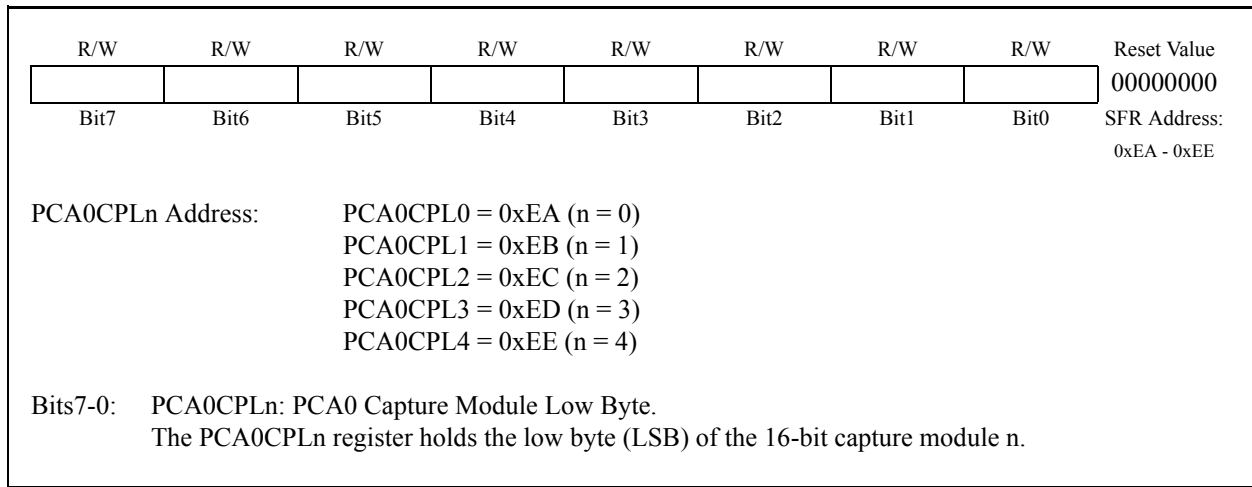 R/W R/W R/W R/W R/W R/W R/W R/W Reset Value
00000000
Bit7 Bit6 Bit5 Bit4 Bit3 Bit2 Bit1 Bit0 SFR Address:
0xEA - 0xEE
PCA0CPLn Address: PCA0CPL0 = 0xEA (n = 0)
PCA0CPL1 = 0xEB (n = 1)
PCA0CPL2 = 0xEC (n = 2)
PCA0CPL3 = 0xED (n = 3)
PCA0CPL4 = 0xEE (n = 4)
Bits7-0: PCA0CPLn: PCA0 Capture Module Low Byte.
The PCA0CPLn register holds the low byte (LSB) of the 16-bit capture module n.